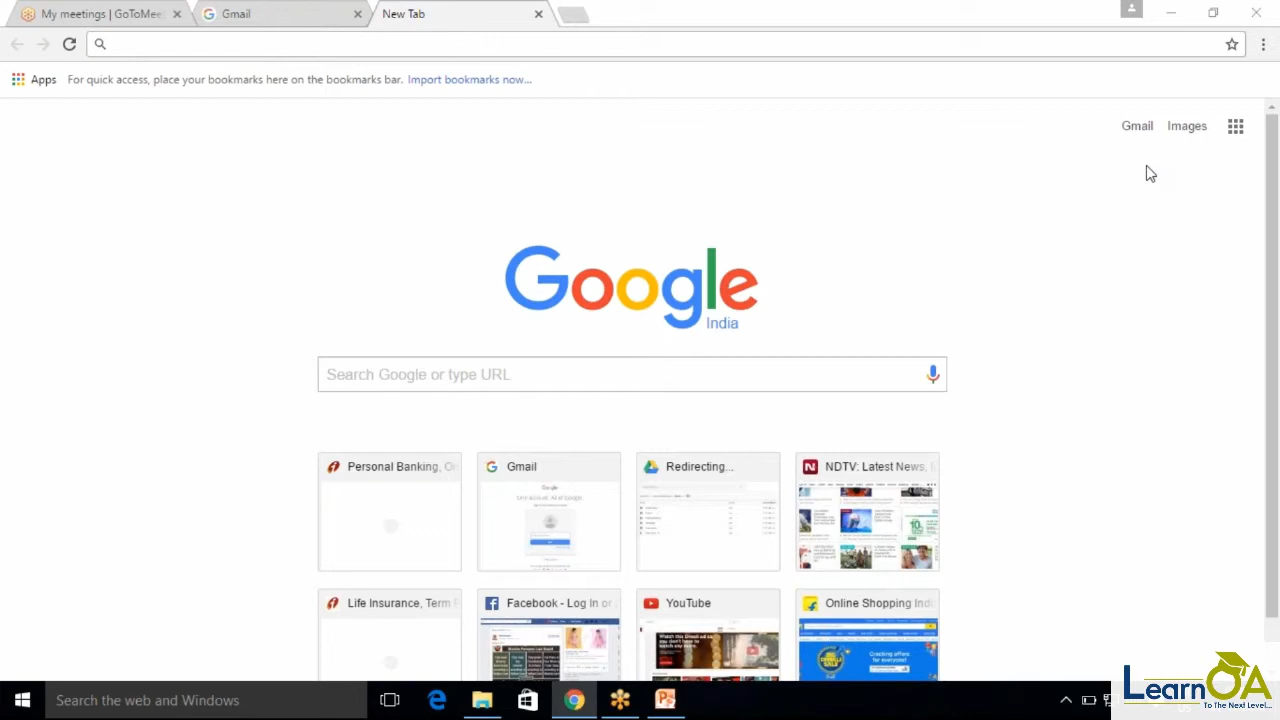 My meetings | GoToMee
Gmail
New Tab
Apps
For quick access, place your bookmarks here on the bookmarks bar. Import bookmarks now...
Gmail
Images
Google
India
Search Google or type URL
Personal Banking, O
Gmail
Redirecting...
NDTV: Latest News,
Life Insurance, Term
Facebook - Log In or
YouTube
Online Shopping Indi
Search the web and Windows
LearnOA
To The Next Level...